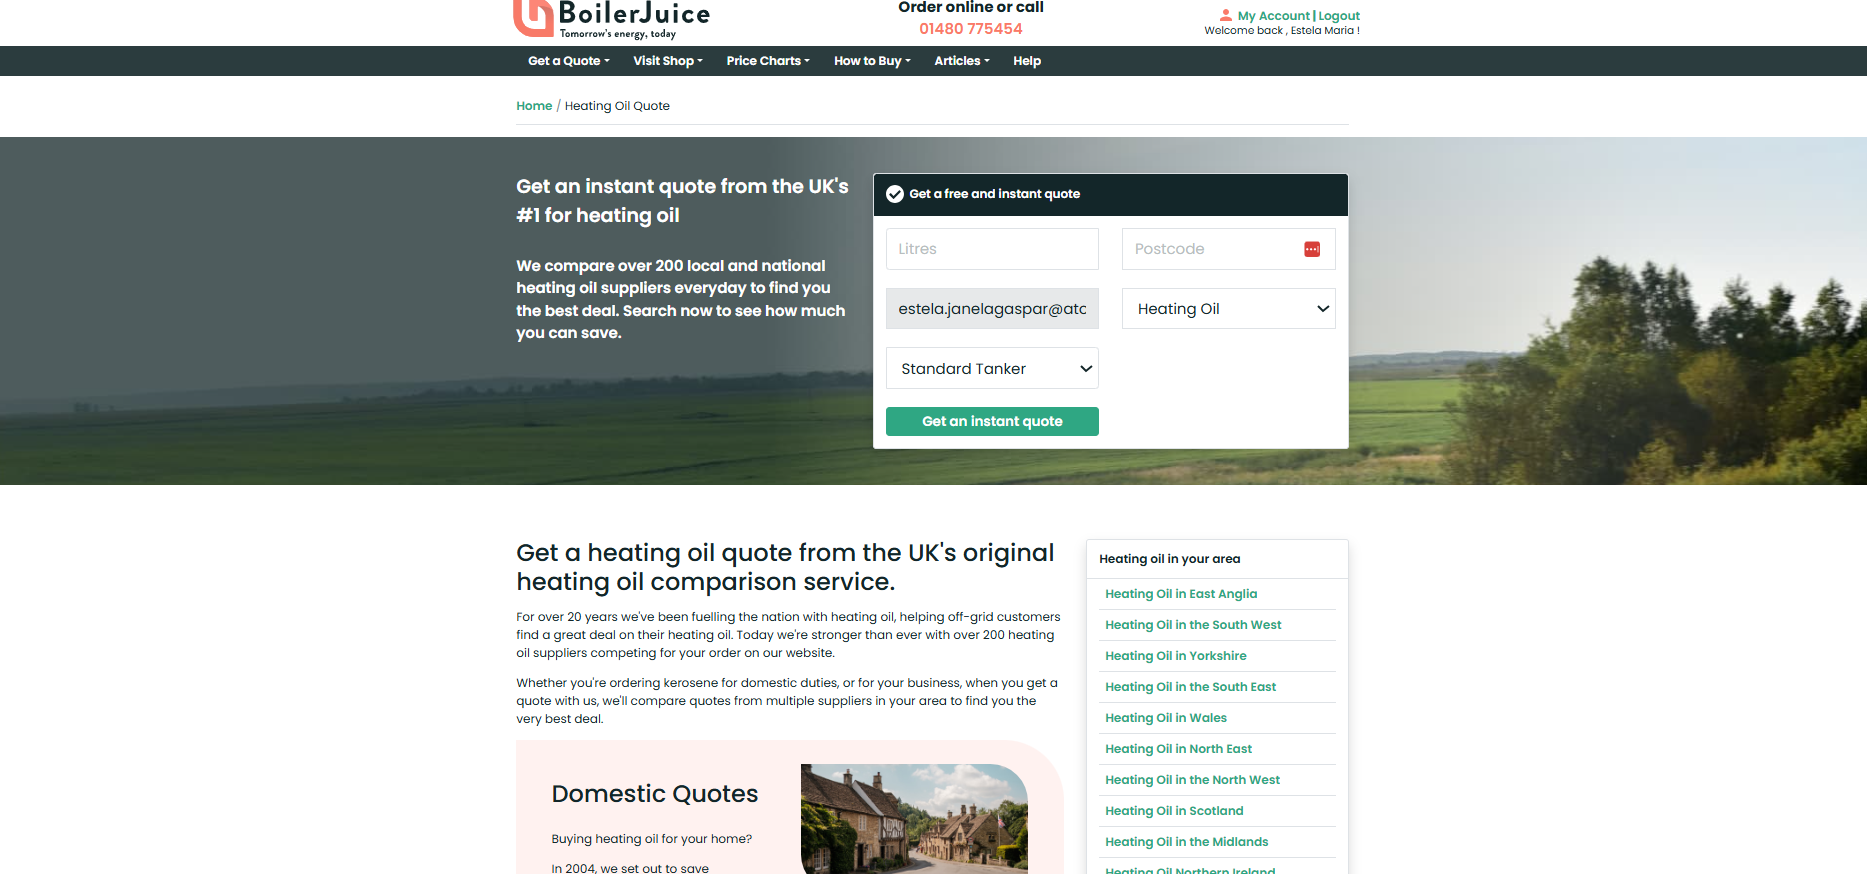 BoilerJuice
Tomorrow's energy, today
Order online or call
01480 775454
My Account | Logout
Welcome back , Estela Maria !
Get a Quote
Visit Shop
Price Charts
How to Buy
Articles
Help
Home / Heating Oil Quote
Get an instant quote from the UK's
#1 for heating oil
We compare over 200 local and national
heating oil suppliers everyday to find you
the best deal. Search now to see how much
you can save.
Get a free and instant quote
Litres
Postcode
estela.janelagaspar@atc
Heating Oil
Standard Tanker
Get an instant quote
Get a heating oil quote from the UK's original
heating oil comparison service.
For over 20 years we've been fuelling the nation with heating oil, helping off-grid customers
find a great deal on their heating oil. Today we're stronger than ever with over 200 heating
oil suppliers competing for your order on our website.
Whether you're ordering kerosene for domestic duties, or for your business, when you get a
quote with us, we'll compare quotes from multiple suppliers in your area to find you the
very best deal.
Domestic Quotes
Buying heating oil for your home?
In 2004, we set out to save
Heating oil in your area
Heating Oil in East Anglia
Heating Oil in the South West
Heating Oil in Yorkshire
Heating Oil in the South East
Heating Oil in Wales
Heating Oil in North East
Heating Oil in the North West
Heating Oil in Scotland
Heating Oil in the Midlands
Heating Oil Northern Ireland